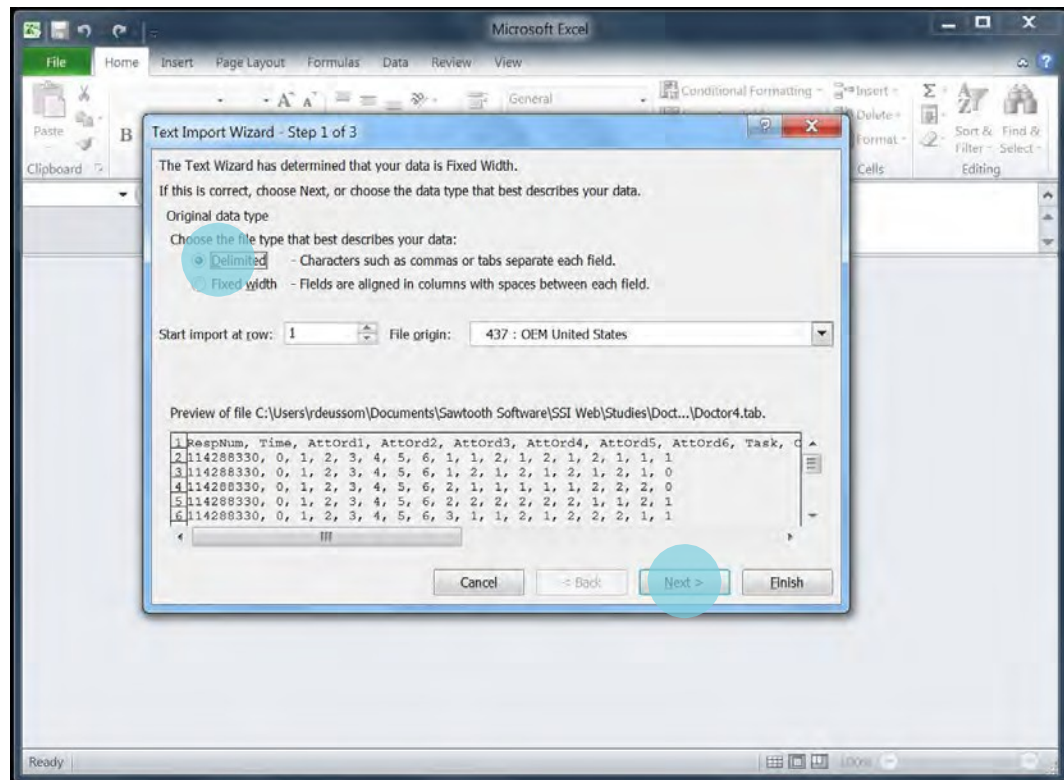 Microsoft Excel
File Home Insert Page Layout Formulas Data Review View
Paste
B
A A
General
Conditional Formatting
Insert
Delete
Format
Σ
Sort & Filter
Find & Select
Clipboard
Cells
Editing
Text Import Wizard - Step 1 of 3
The Text Wizard has determined that your data is Fixed Width.
If this is correct, choose Next, or choose the data type that best describes your data.
Original data type
Choose the file type that best describes your data:
Delimited - Characters such as commas or tabs separate each field.
Fixed width - Fields are aligned in columns with spaces between each field.
Start import at row: 1 File origin: 437 : OEM United States
Preview of file C:\Users\rdeussom\Documents\Sawtooth Software\SSI Web\Studies\Doct...\Doctor4.tab.
1 RespNum, Time, AttOrd1, AttOrd2, AttOrd3, AttOrd4, AttOrd5, AttOrd6, Task, C
2 114288330, 0, 1, 2, 3, 4, 5, 6, 1, 1, 2, 1, 2, 1, 2, 1, 1, 1
3 114288330, 0, 1, 2, 3, 4, 5, 6, 1, 2, 1, 2, 1, 2, 1, 2, 1, 0
4 114288330, 0, 1, 2, 3, 4, 5, 6, 2, 1, 1, 1, 1, 1, 2, 2, 2, 0
5 114288330, 0, 1, 2, 3, 4, 5, 6, 2, 2, 2, 2, 2, 2, 1, 1, 2, 1
6 114288330, 0, 1, 2, 3, 4, 5, 6, 3, 1, 1, 2, 1, 2, 2, 2, 1, 1
Cancel < Back Next > Finish
Ready 100%